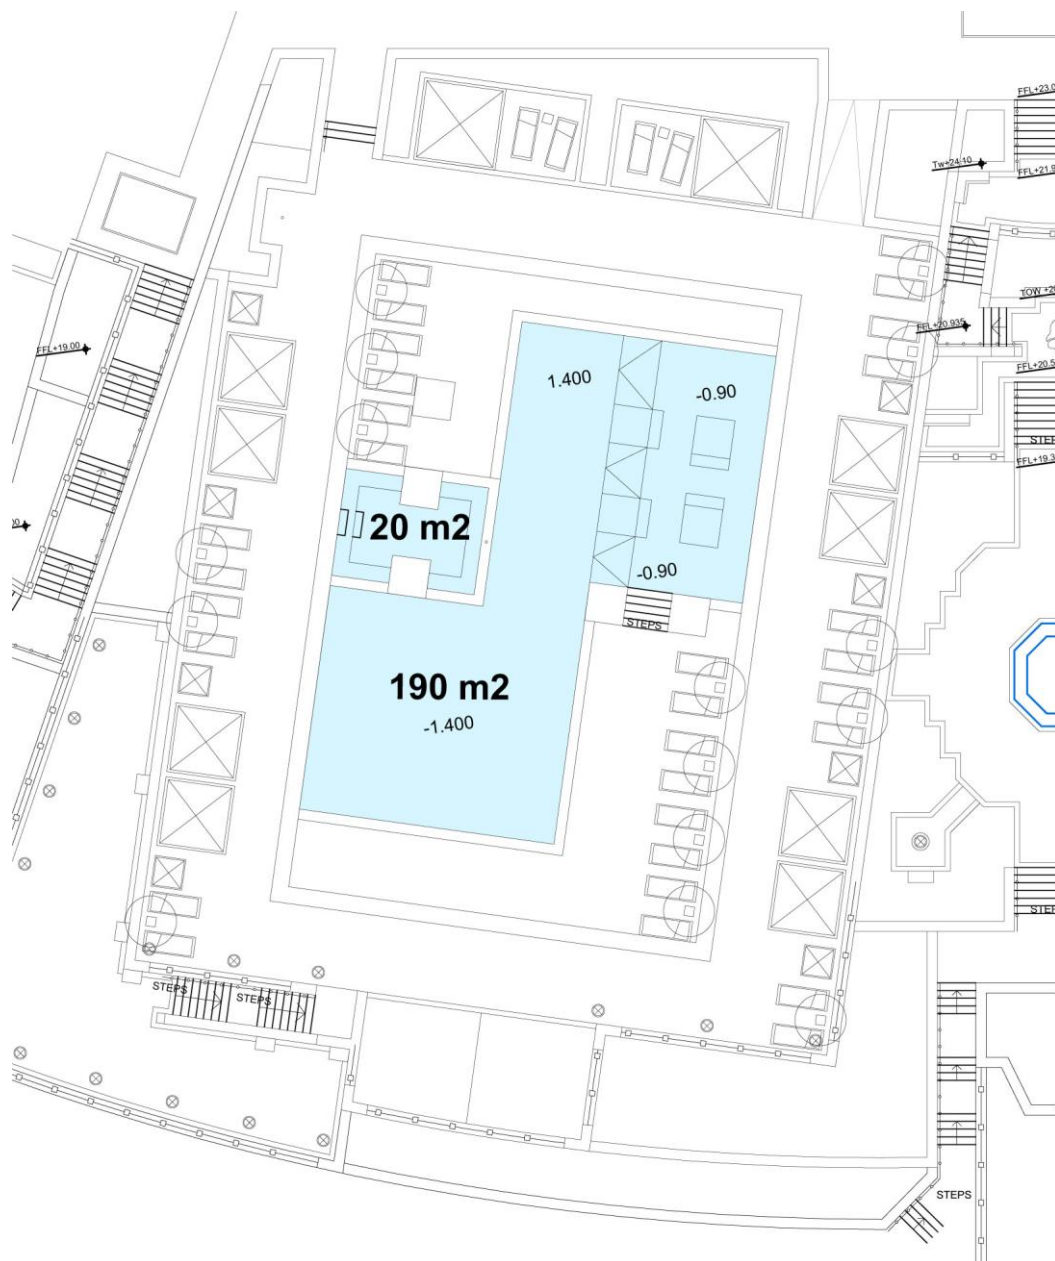 FFL+23.0
Tw+24.10
FFL+21.9
TOW +2
FFL+20.935
FFL+19.00
FFL+20.5
1.400
-0.90
STEP
FFL+19.3
20 m2
-0.90
STEPS
190 m2
-1.400
STEP
STEPS
STEPS
STEPS